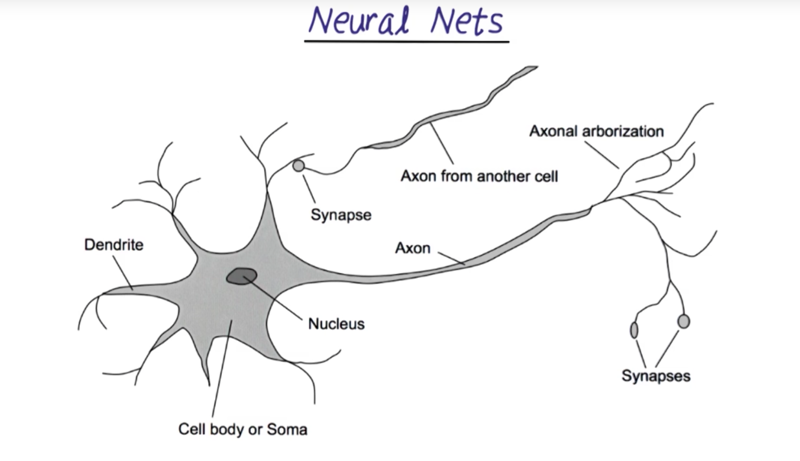 Neural Nets
Axonal arborization
Axon from another cell
Synapse
Dendrite
Axon
Nucleus
Synapses
Cell body or Soma